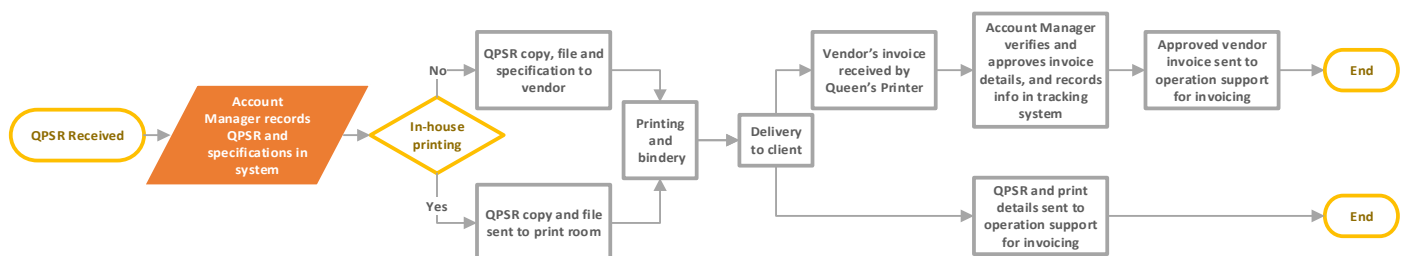 QPSR Received
Account
Manager records
QPSR and
specifications in
system
In-house
printing
No
Yes
QPSR copy, file and
specification to
vendor
QPSR copy and file
sent to print room
Printing
and
bindery
Delivery
to client
Vendor's invoice
received by
Queen's Printer
Account Manager
verifies and
approves invoice
details, and records
info in tracking
system
Approved vendor
invoice sent to
operation support
for invoicing
End
QPSR and print
details sent to
operation support
for invoicing
End